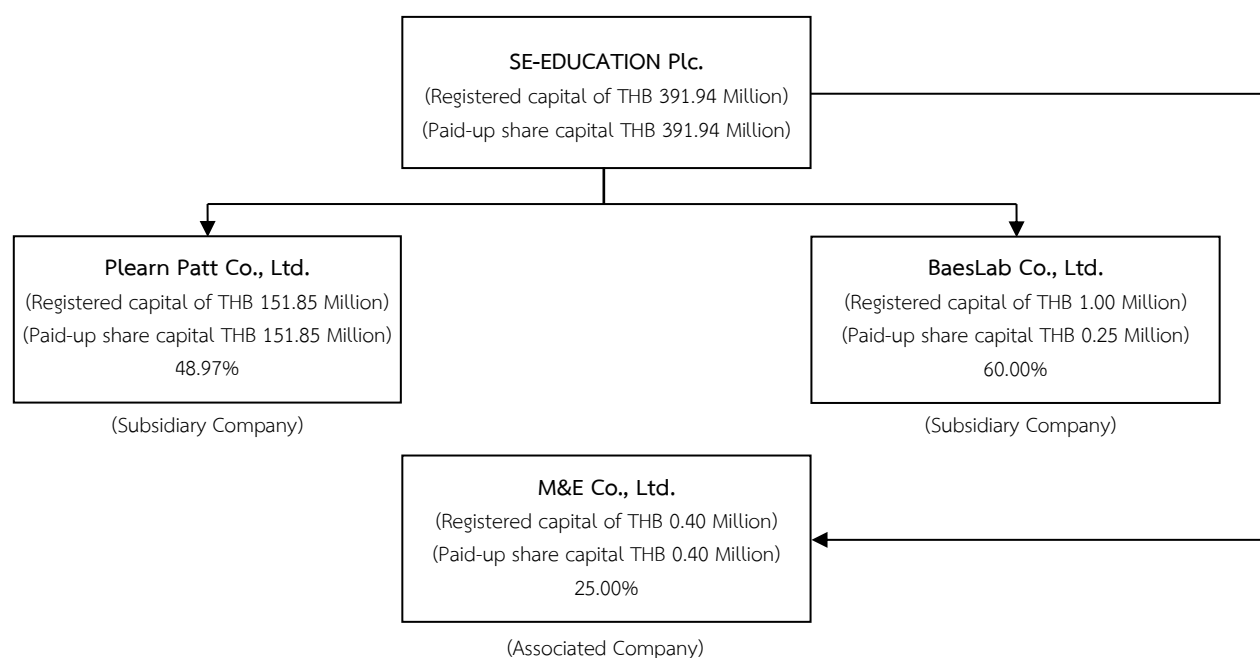 SE-EDUCATION Plc.
(Registered capital of THB 391.94 Million)
(Paid-up share capital THB 391.94 Million)
Plearn Patt Co., Ltd.
(Registered capital of THB 151.85 Million)
(Paid-up share capital THB 151.85 Million)
48.97%
(Subsidiary Company)
BaesLab Co., Ltd.
(Registered capital of THB 1.00 Million)
(Paid-up share capital THB 0.25 Million)
60.00%
(Subsidiary Company)
M&E Co., Ltd.
(Registered capital of THB 0.40 Million)
(Paid-up share capital THB 0.40 Million)
25.00%
(Associated Company)